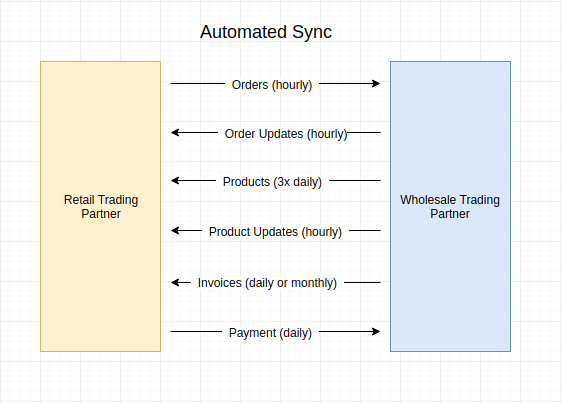 Automated Sync
Orders (hourly)
Order Updates (hourly)
Products (3x daily)
Retail Trading
Partner
Wholesale Trading
Partner
Product Updates (hourly)
Invoices (daily or monthly)
Payment (daily)